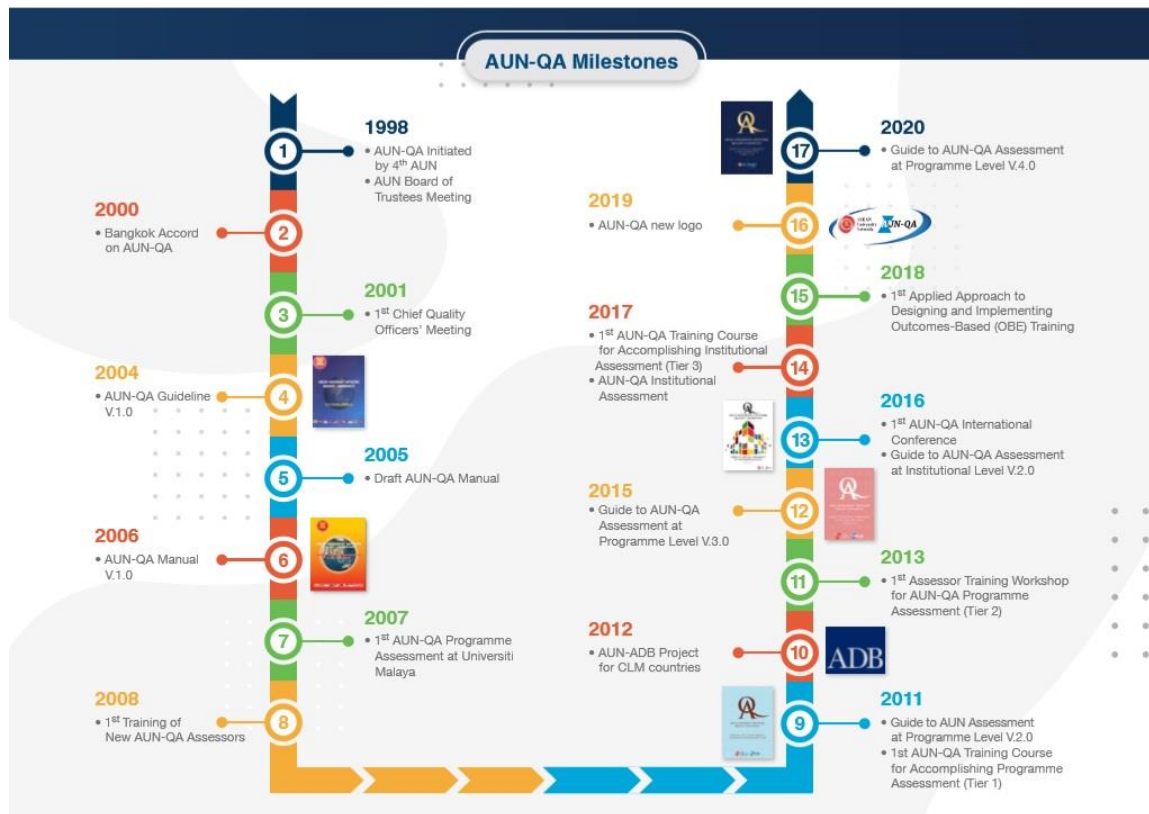 AUN-QA Milestones
1
1998
• AUN-QA Initiated
by 4th AUN
• AUN Board of
Trustees Meeting
2000
• Bangkok Accord
on AUN-QA
2
3
2001
• 1st Chief Quality
Officers' Meeting
2004
• AUN-QA Guideline
V.1.0
4
5
2005
• Draft AUN-QA Manual
2006
• AUN-QA Manual
V.1.0
6
7
2007
• 1st AUN-QA Programme
Assessment at Universiti
Malaya
2008
• 1st Training of
New AUN-QA Assessors
8
9
2011
• Guide to AUN Assessment
at Programme Level V.2.0
• 1st AUN-QA Training Course
for Accomplishing Programme
Assessment (Tier 1)
2012
• AUN-ADB Project
for CLM countries
10
ADB
11
2013
• 1st Assessor Training Workshop
for AUN-QA Programme
Assessment (Tier 2)
2015
• Guide to AUN-QA
Assessment at
Programme Level V.3.0
12
13
2016
• 1st AUN-QA International
Conference
• Guide to AUN-QA Assessment
at Institutional Level V.2.0
2017
• 1st AUN-QA Training Course
for Accomplishing Institutional
Assessment (Tier 3)
• AUN-QA Institutional
Assessment
14
15
2018
• 1st Applied Approach to
Designing and Implementing
Outcomes-Based (OBE) Training
2019
• AUN-QA new logo
16
ASEAN
University
Network
AUN-QA
17
2020
• Guide to AUN-QA Assessment
at Programme Level V.4.0